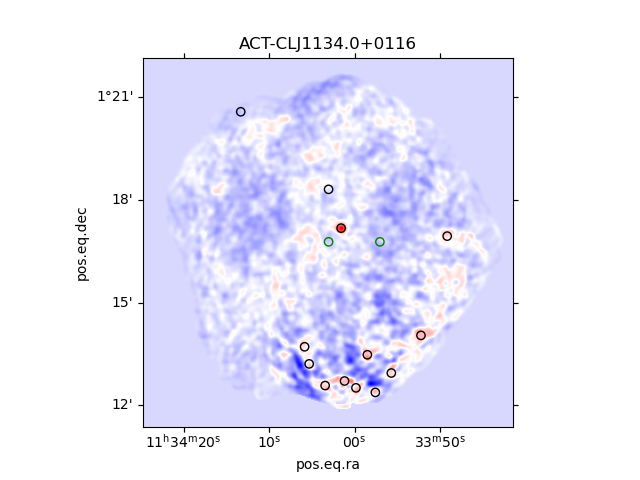 ACT-CLJ1134.0+0116
1°21'
18'
15'
12'
pos.eq.dec
11h34m20s 10s 00s 33m50s
pos.eq.ra